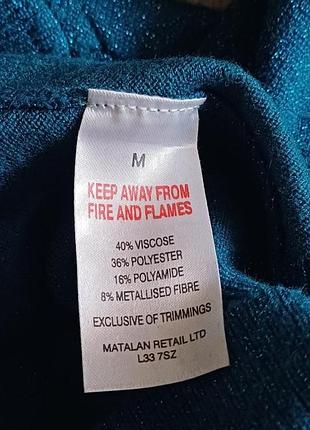 M
KEEP AWAY FROM
FIRE AND FLAMES
40% VISCOSE
36% POLYESTER
16% POLYAMIDE
8% METALLISED FIBRE
EXCLUSIVE OF TRIMMINGS
MATALAN RETAIL LTD
L33 7SZ